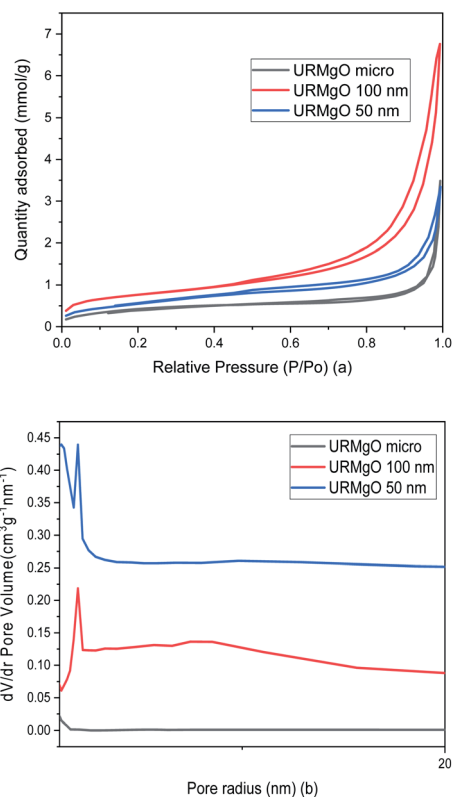 7
6
5
4
3
2
1
0
Quantity adsorbed (mmol/g)
URMgO micro
URMgO 100 nm
URMgO 50 nm
0.0 0.2 0.4 0.6 0.8 1.0
Relative Pressure (P/Po) (a)
0.45
0.40
0.35
0.30
0.25
0.20
0.15
0.10
0.05
0.00
dV/dr Pore Volume(cm³g⁻¹nm⁻¹)
URMgO micro
URMgO 100 nm
URMgO 50 nm
20
Pore radius (nm) (b)